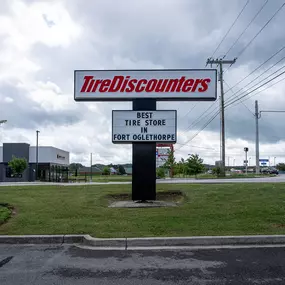 TireDiscounters
BEST
TIRE STORE
IN
FORT OGLETHORPE